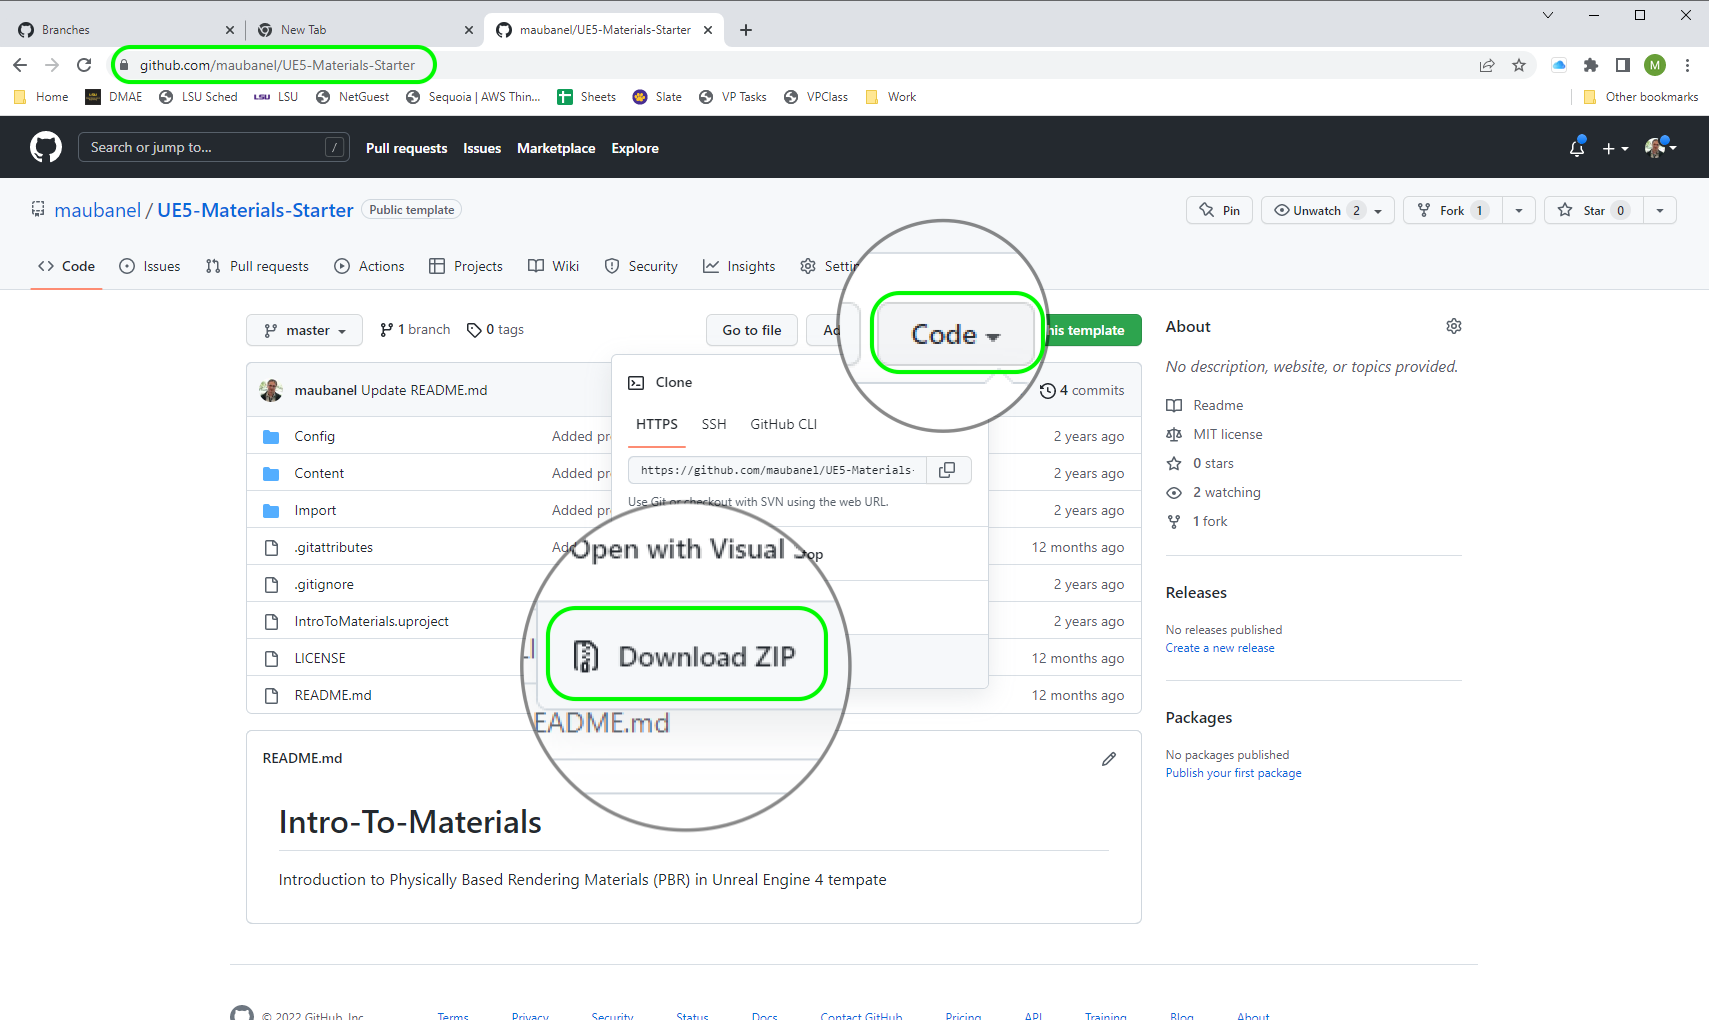 Branches
New Tab
maubanel/UE5-Materials-Starter
github.com/maubanel/UE5-Materials-Starter
M
Home DMAE LSU Sched LSU LSU NetGuest Sequoia | AWS Thin... Sheets Slate VP Tasks VPClass Work Other bookmarks
Search or jump to... / Pull requests Issues Marketplace Explore
maubanel / UE5-Materials-Starter Public template
Pin Unwatch 2 Fork 1 Star 0
Code Issues Pull requests Actions Projects Wiki Security Insights
master 1 branch 0 tags Go to file Code template
Clone
maubanel Update README.md 4 commits
HTTPS SSH GitHub CLI
https://github.com/maubanel/UE5-Materials-
Use Git or checkout with SVN using the web URL.
Open with Visual
Download ZIP
EADME.md
Config Added 2 years ago
Content Added 2 years ago
Import Added 2 years ago
.gitattributes 12 months ago
.gitignore 2 years ago
IntroToMaterials.uproject 2 years ago
LICENSE 12 months ago
README.md 12 months ago
README.md
Intro-To-Materials
Introduction to Physically Based Rendering Materials (PBR) in Unreal Engine 4 tempate
About
No description, website, or topics provided.
Readme
MIT license
0 stars
2 watching
1 fork
Releases
No releases published
Create a new release
Packages
No packages published
Publish your first package
© 2022 GitHub, Inc. Terms Privacy Security Status Docs Contact GitHub Pricing API Training Blog About